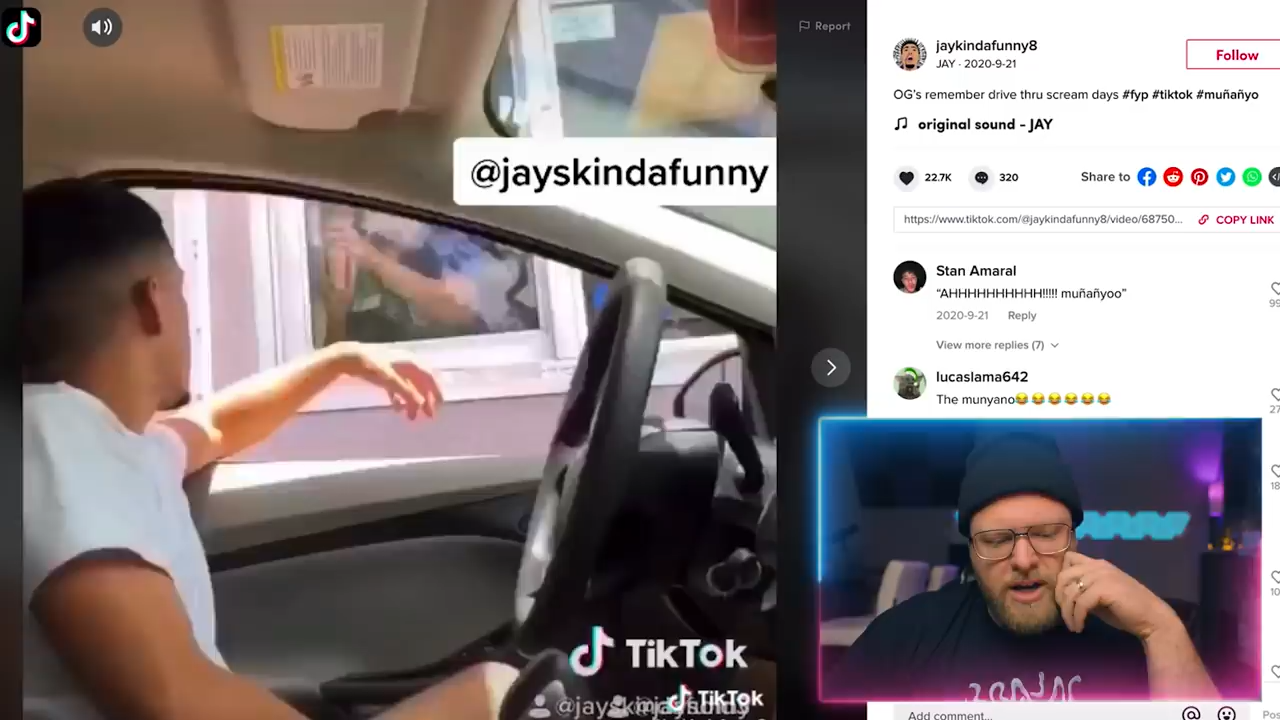 Report
@jayskindafunny
TikTok
TikTok
jaykindafunny8
JAY · 2020-9-21
Follow
OG's remember drive thru scream days #fyp #tiktok #muñañyo
original sound - JAY
22.7K
320
Share to
https://www.tiktok.com/@jaykindafunny8/video/68750...
COPY LINK
Stan Amaral
“AHHHHHHHHHH!!!!! muñañyoo”
2020-9-21 Reply
View more replies (7)
lucaslama642
The munyano😂😂😂😂😂😂
Add comment...